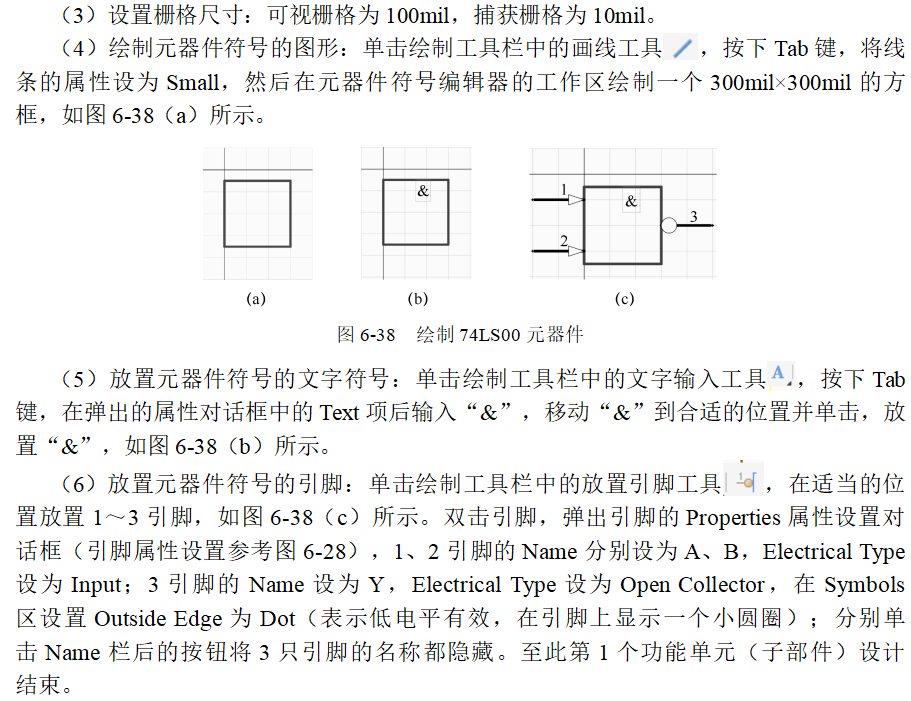 （3）设置栅格尺寸：可视栅格为 100mil，捕获栅格为 10mil。
（4）绘制元器件符号的图形：单击绘制工具栏中的画线工具，按下 Tab 键，将线
条的属性设为 Small，然后在元器件符号编辑器的工作区绘制一个 300mil×300mil 的方
框，如图 6-38（a）所示。
&
1
&
3
2
(a)
(b)
(c)
图 6-38 绘制 74LS00 元器件
（5）放置元器件符号的文字符号：单击绘制工具栏中的文字输入工具A，按下 Tab
键，在弹出的属性对话框中的 Text 项后输入“&”，移动“&”到合适的位置并单击，放
置“&”，如图 6-38（b）所示。
（6）放置元器件符号的引脚：单击绘制工具栏中的放置引脚工具1，在适当的位
置放置 1～3 引脚，如图 6-38（c）所示。双击引脚，弹出引脚的 Properties 属性设置对
话框（引脚属性设置参考图 6-28），1、2 引脚的 Name 分别设为 A、B，Electrical Type
设为 Input；3 引脚的 Name 设为 Y，Electrical Type 设为 Open Collector，在 Symbols
区设置 Outside Edge 为 Dot（表示低电平有效，在引脚上显示一个小圆圈）；分别单
击 Name 栏后的按钮将 3 只引脚的名称都隐藏。至此第 1 个功能单元（子部件）设计
结束。